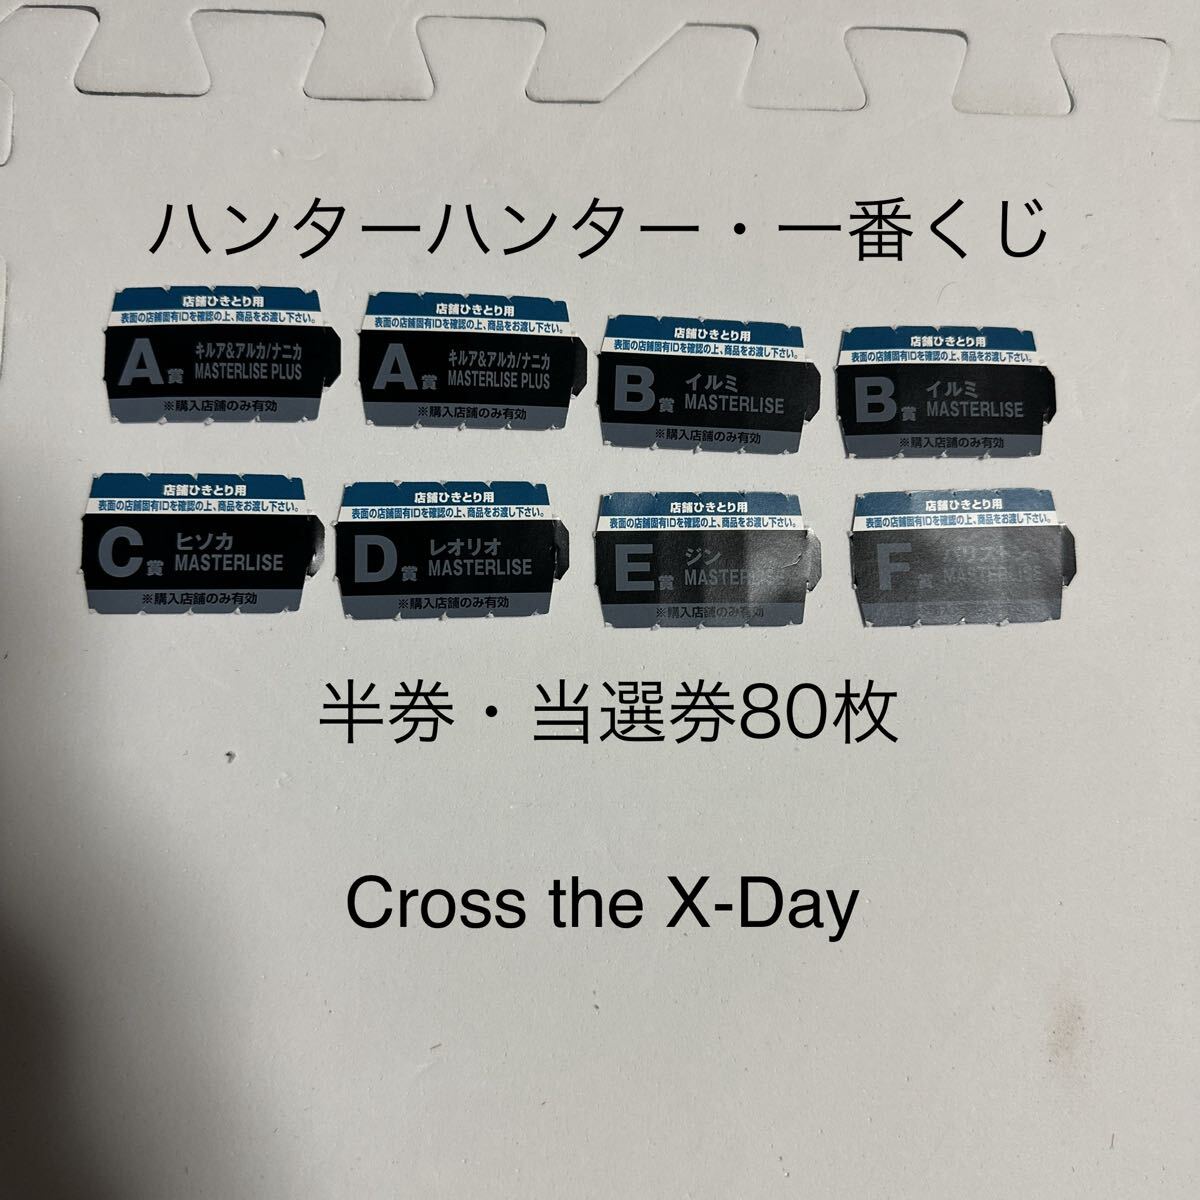 ハンターハンター・一番くじ
店舗ひきとり用
表面の店舗固有IDを確認の上、商品をお渡し下さい。
A賞 キルア&アルカ/ナニカ
MASTERLISE PLUS
※購入店舗のみ有効
店舗ひきとり用
表面の店舗固有IDを確認の上、商品をお渡し下さい。
A賞 キルア&アルカ/ナニカ
MASTERLISE PLUS
※購入店舗のみ有効
店舗ひきとり用
表面の店舗固有IDを確認の上、商品をお渡し下さい。
B賞 イルミ
MASTERLISE
※購入店舗のみ有効
店舗ひきとり用
表面の店舗固有IDを確認の上、商品をお渡し下さい。
B賞 イルミ
MASTERLISE
※購入店舗のみ有効
店舗ひきとり用
表面の店舗固有IDを確認の上、商品をお渡し下さい。
C賞 ヒソカ
MASTERLISE
※購入店舗のみ有効
店舗ひきとり用
表面の店舗固有IDを確認の上、商品をお渡し下さい。
D賞 レオリオ
MASTERLISE
※購入店舗のみ有効
店舗ひきとり用
表面の店舗固有IDを確認の上、商品をお渡し下さい。
E賞 ジン
MASTERLISE
※購入店舗のみ有効
店舗ひきとり用
表面の店舗固有IDを確認の上、商品をお渡し下さい。
F賞 パリストン
MASTERLISE
※購入店舗のみ有効
半券・当選券80枚
Cross the X-Day